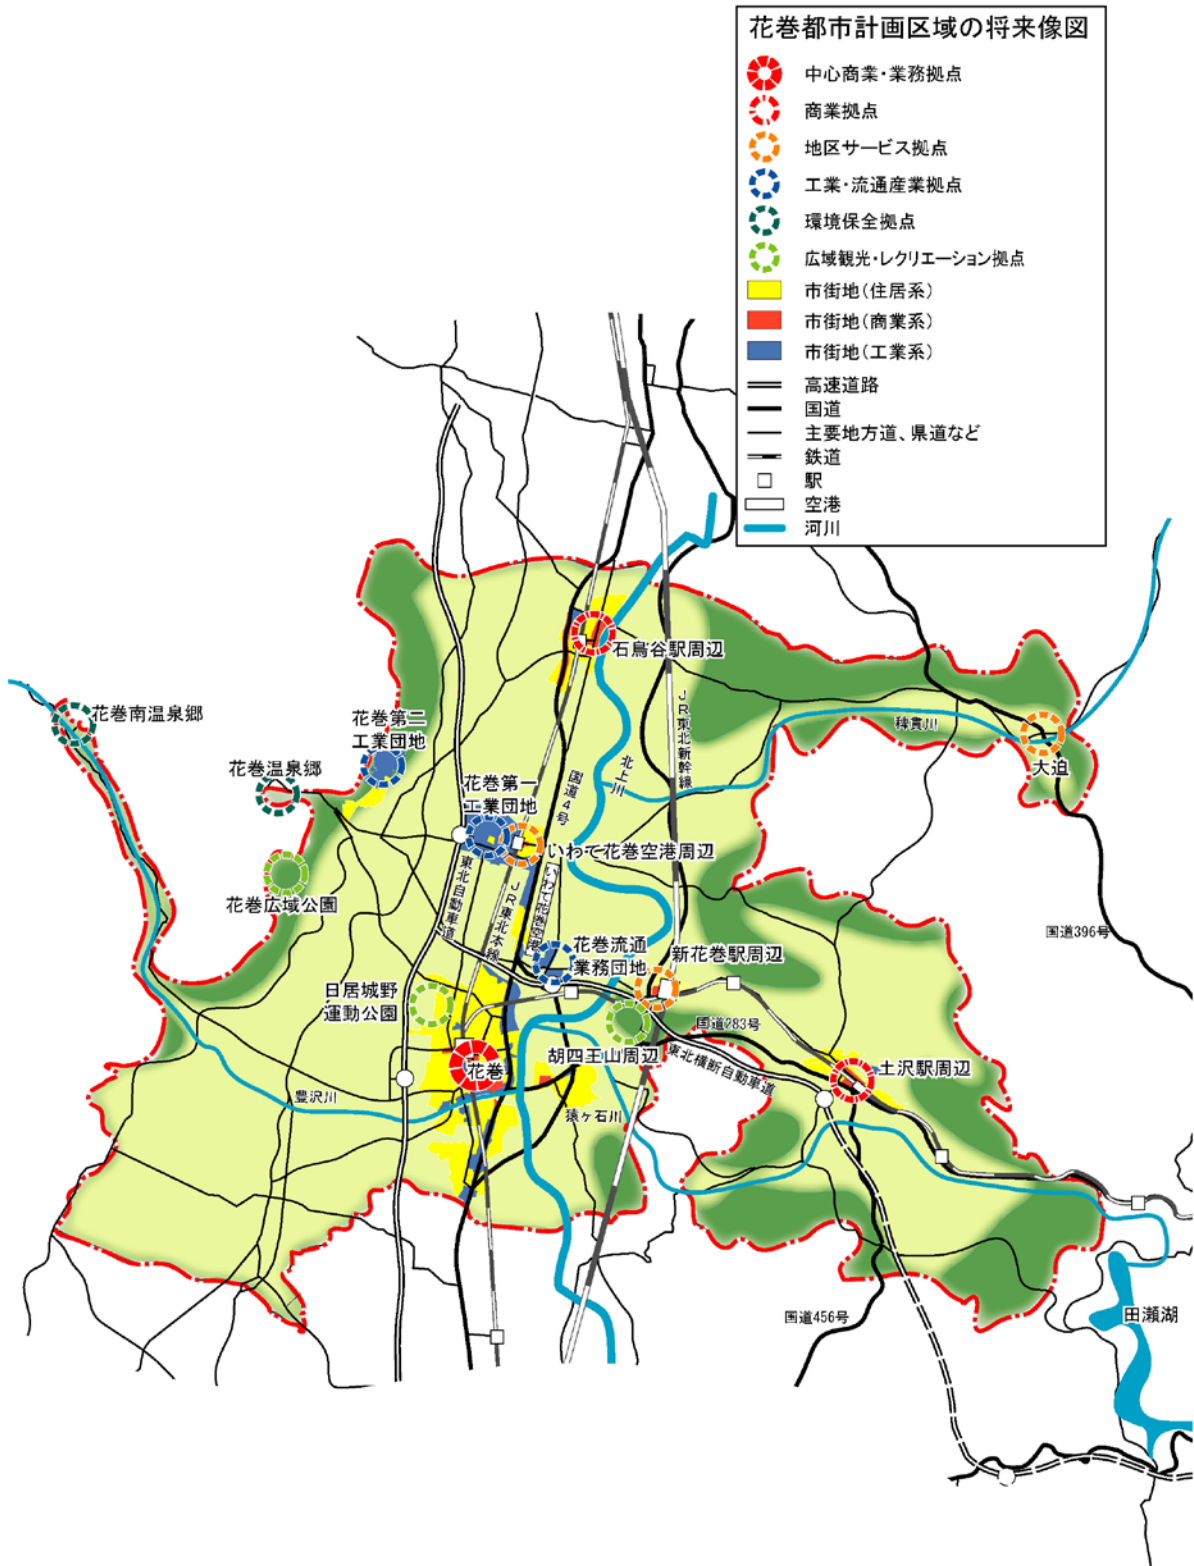 花巻都市計画区域の将来像図
中心商業・業務拠点
商業拠点
地区サービス拠点
工業・流通産業拠点
環境保全拠点
広域観光・レクリエーション拠点
市街地(住居系)
市街地(商業系)
市街地(工業系)
高速道路
国道
主要地方道、県道など
鉄道
駅
空港
河川
石鳥谷駅周辺
JR東北新幹線
花巻南温泉郷
花巻第二
工業団地
稗貫川
大迫
花巻温泉郷
花巻第一
工業団地
国道4号
北上川
いわて花巻空港周辺
東北自動車道
JR東北本線
いわて花巻空港
花巻広域公園
国道396号
花巻流通
業務団地
新花巻駅周辺
日居城野
運動公園
国道283号
胡四王山周辺
東北横断自動車道
土沢駅周辺
花巻
豊沢川
猿ヶ石川
国道456号
田瀬湖